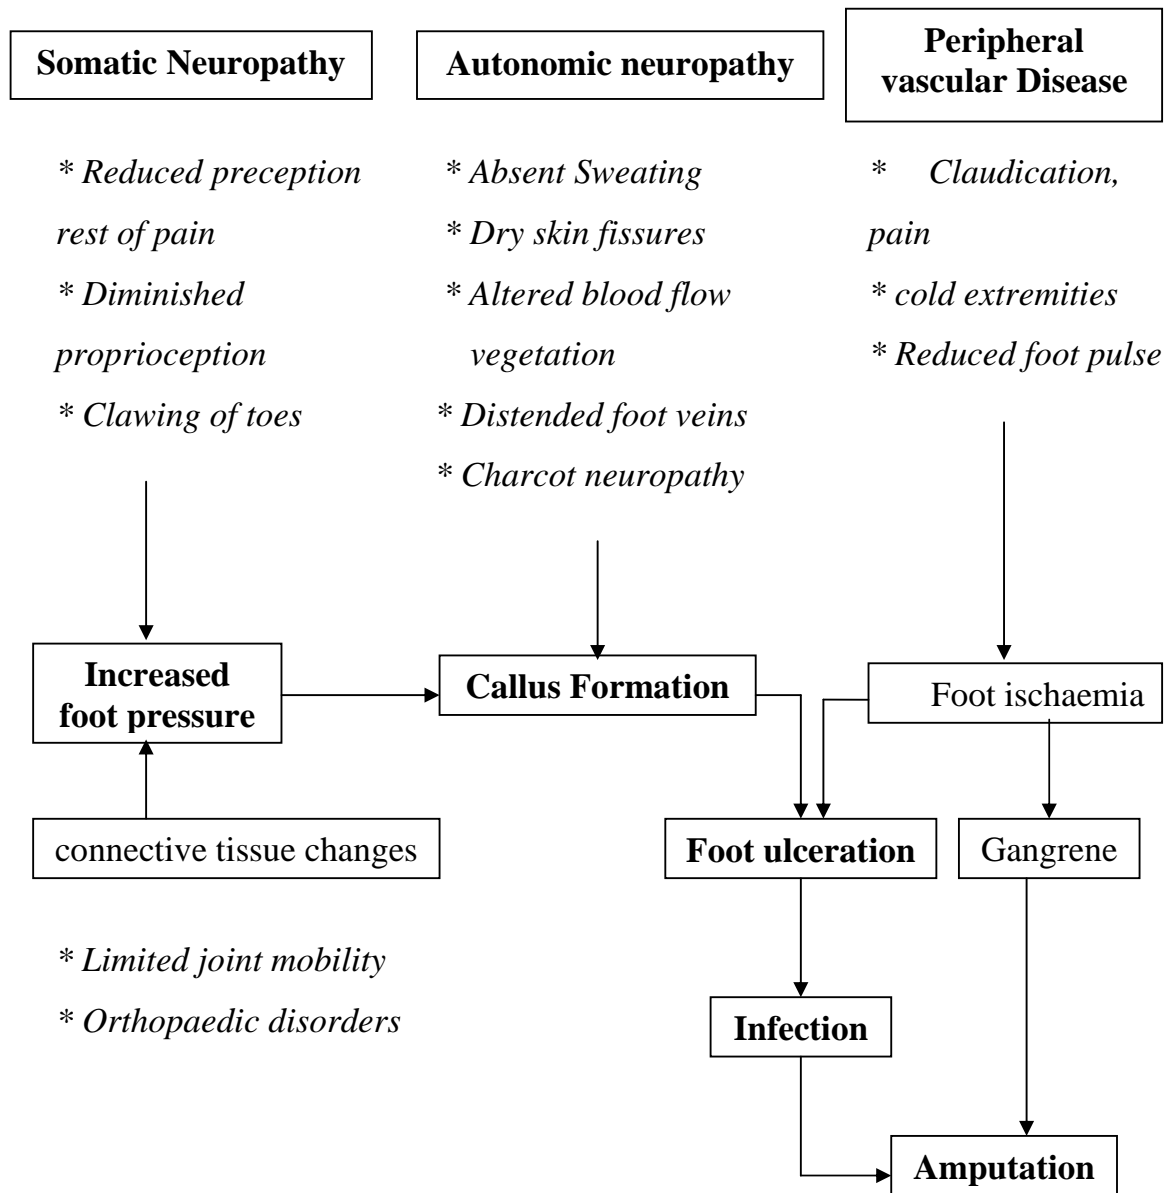 Somatic Neuropathy
Autonomic neuropathy
Peripheral
vascular Disease
* Reduced preception
rest of pain
* Diminished
proprioception
* Clawing of toes
* Absent Sweating
* Dry skin fissures
* Altered blood flow
vegetation
* Distended foot veins
* Charcot neuropathy
* Claudication,
pain
* cold extremities
* Reduced foot pulse
Increased
foot pressure
Callus Formation
Foot ischaemia
connective tissue changes
Foot ulceration
Gangrene
* Limited joint mobility
* Orthopaedic disorders
Infection
Amputation